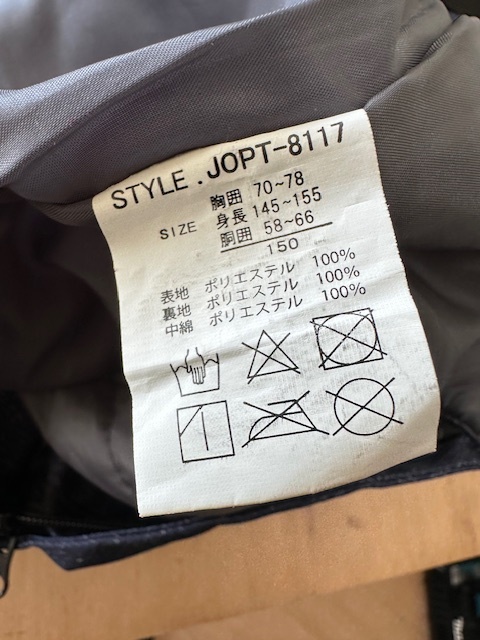 STYLE.JOPT-8117
SIZE
胸囲 70~78
身長 145~155
胴囲 58~66
150
表地 ポリエステル 100%
裏地 ポリエステル 100%
中綿 ポリエステル 100%